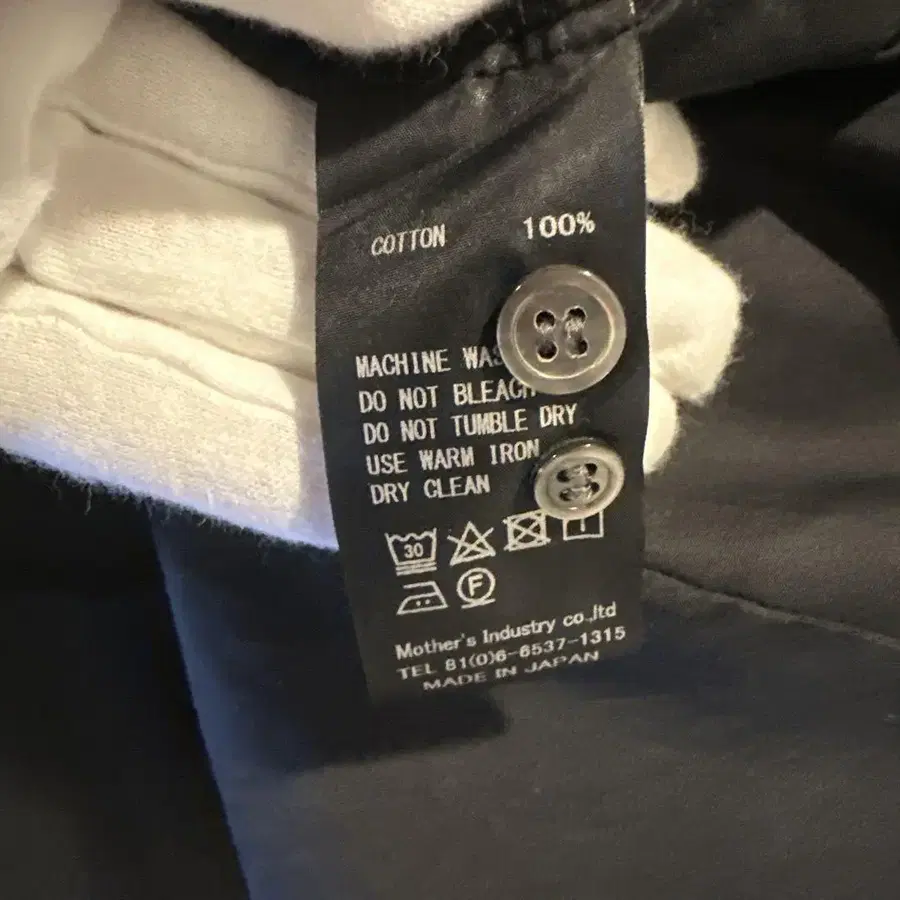 COTTON 100%
MACHINE
DO NOT BLEACH
DO NOT TUMBLE DRY
USE WARM IRON
DRY CLEAN
30
F
Mother's Industry co.,ltd
TEL 81(0)6-6537-1315
MADE IN JAPAN